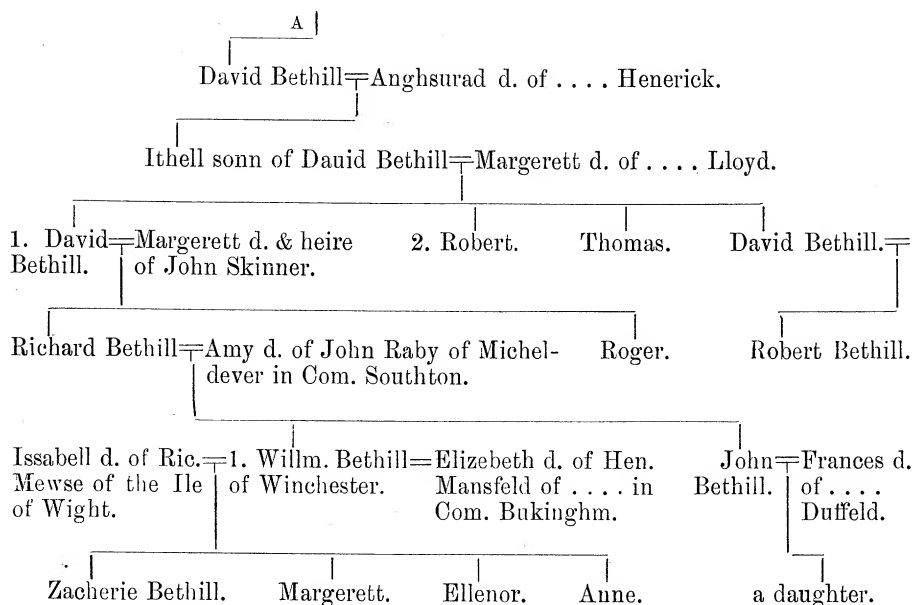 A
David Bethill=Anghsurad d. of .... Henerick.
Ithell sonn of Dauid Bethill=Margerett d. of .... Lloyd.
1. David=Margerett d. & heire 2. Robert. Thomas. David Bethill.=
Bethill. of John Skinner.
Richard Bethill=Amy d. of John Raby of Michel- Roger. Robert Bethill.
dever in Com. Southton.
Issabell d. of Ric.=1. Willm. Bethill=Elizebeth d. of Hen. John=Frances d.
Mewse of the Ile of Winchester. Mansfeld of .... in Bethill. of ....
of Wight. Com. Bukinghm. Duffeld.
Zacherie Bethill. Margerett. Ellenor. Anne. a daughter.